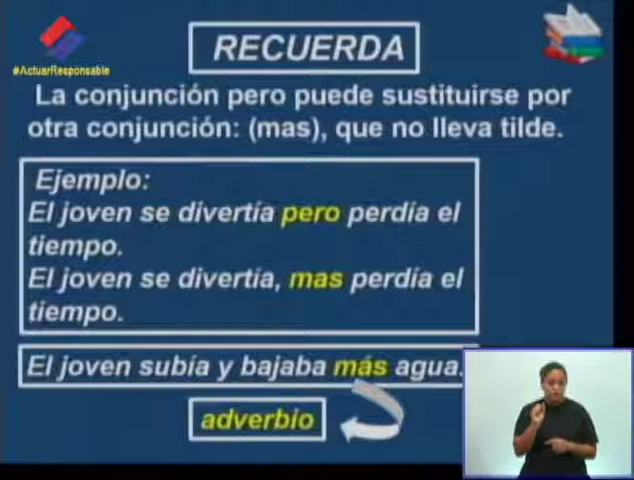 #ActuarResponsable
RECUERDA
La conjunción pero puede sustituirse por
otra conjunción: (mas), que no lleva tilde.
Ejemplo:
El joven se divertía pero perdía el
tiempo.
El joven se divertía, mas perdía el
tiempo.
El joven subía y bajaba más agua.
adverbio